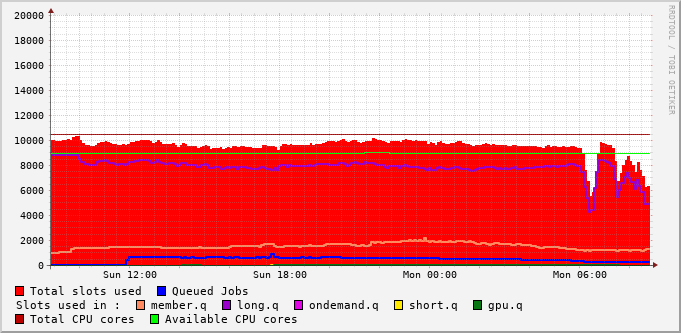 20000
18000
16000
14000
12000
10000
8000
6000
4000
2000
0
Sun 12:00 Sun 18:00 Mon 00:00 Mon 06:00
Total slots used Queued Jobs
Slots used in : member.q long.q ondemand.q short.q gpu.q
Total CPU cores Available CPU cores
RRDTOOL / TOBI OETIKER